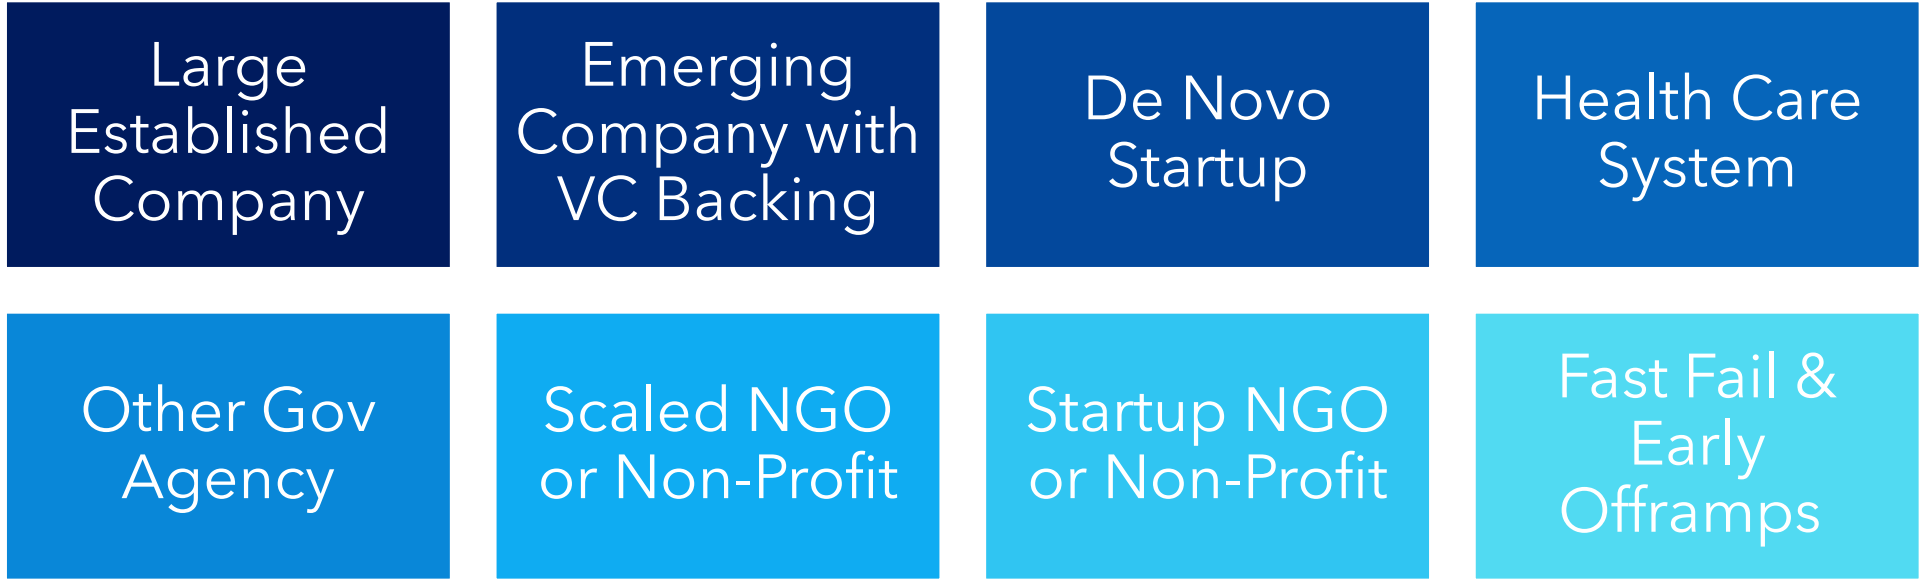 Large
Established
Company
Emerging
Company with
VC Backing
De Novo
Startup
Health Care
System
Other Gov
Agency
Scaled NGO
or Non-Profit
Startup NGO
or Non-Profit
Fast Fail &
Early
Offramps